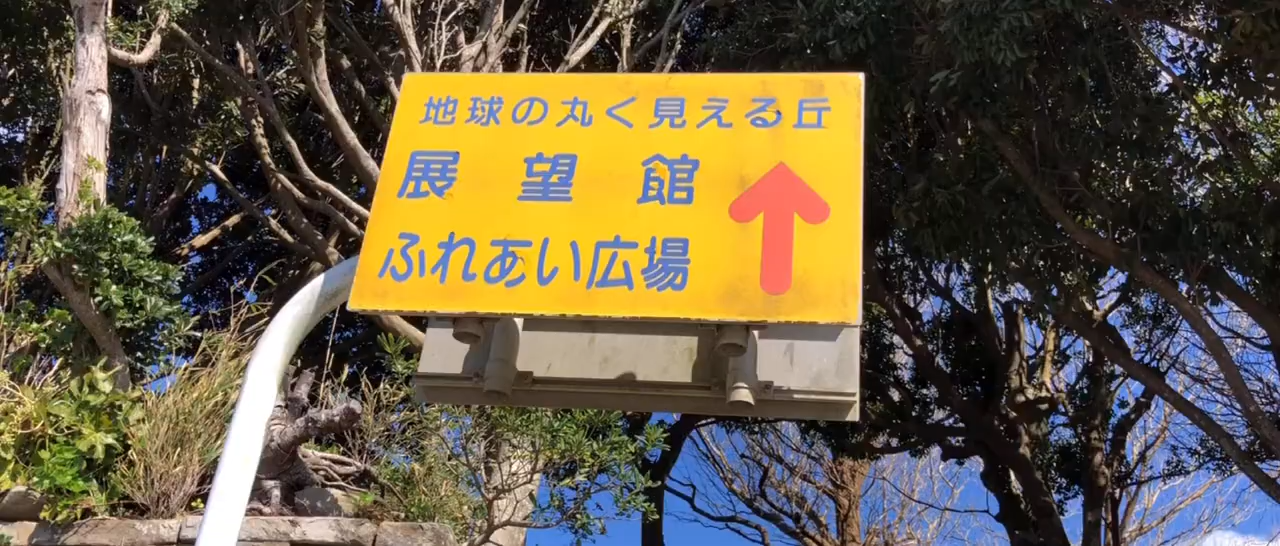 地球の丸く見える丘
展望館
ふれあい広場